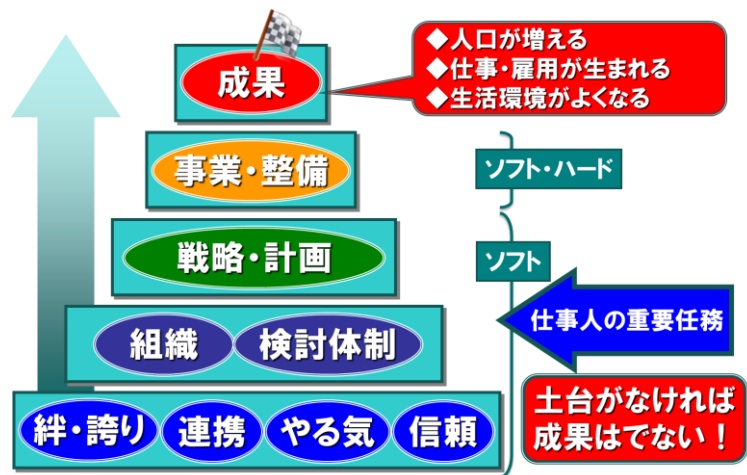 成果
◆人口が増える
◆仕事・雇用が生まれる
◆生活環境がよくなる
事業・整備
ソフト・ハード
戦略・計画
ソフト
組織
検討体制
仕事人の重要任務
絆・誇り
連携
やる気
信頼
土台がなければ
成果はでない！